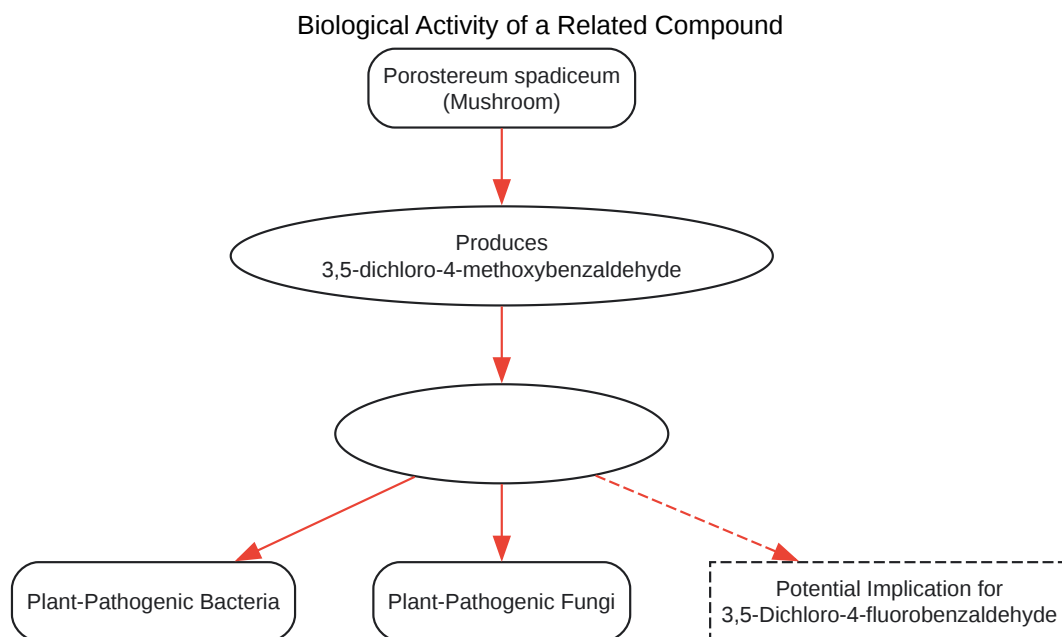 Biological Activity of a Related Compound
Porostereum spadiceum
(Mushroom)
Produces
3,5-dichloro-4-methoxybenzaldehyde
Plant-Pathogenic Bacteria
Plant-Pathogenic Fungi
Potential Implication for
3,5-Dichloro-4-fluorobenzaldehyde